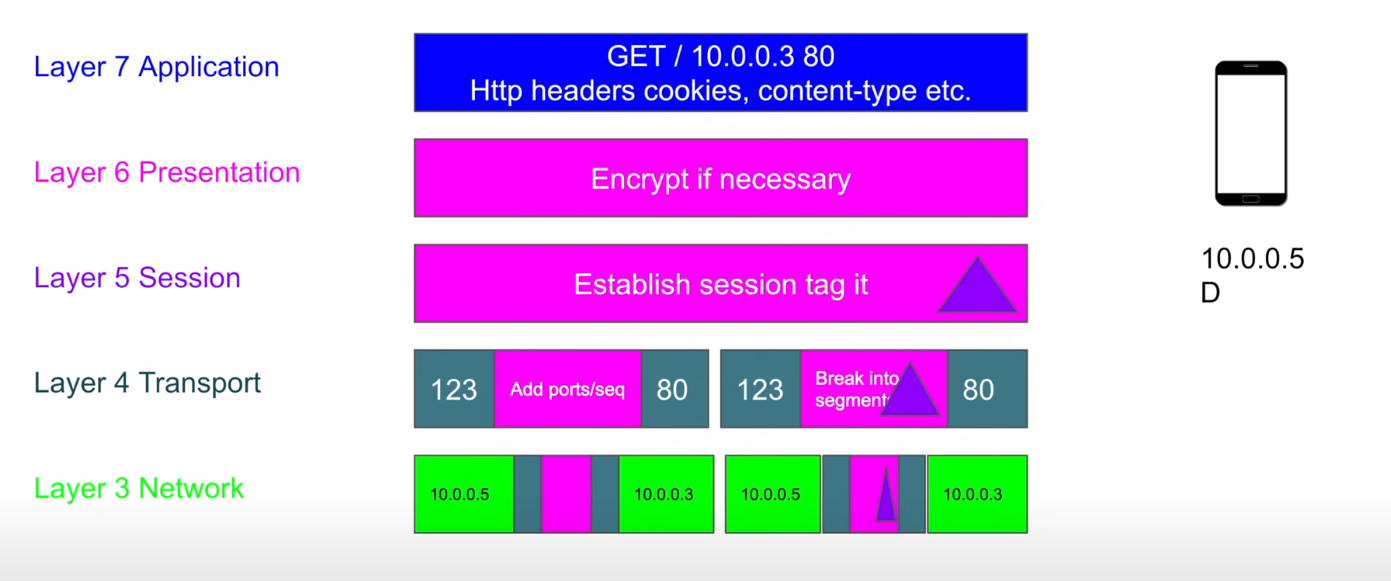 Layer 7 Application
GET / 10.0.0.3 80
Http headers cookies, content-type etc.
Layer 6 Presentation
Encrypt if necessary
Layer 5 Session
Establish session tag it
10.0.0.5
D
Layer 4 Transport
123
Add ports/seq
80
123
Break into
segments
80
Layer 3 Network
10.0.0.5
10.0.0.3
10.0.0.5
10.0.0.3